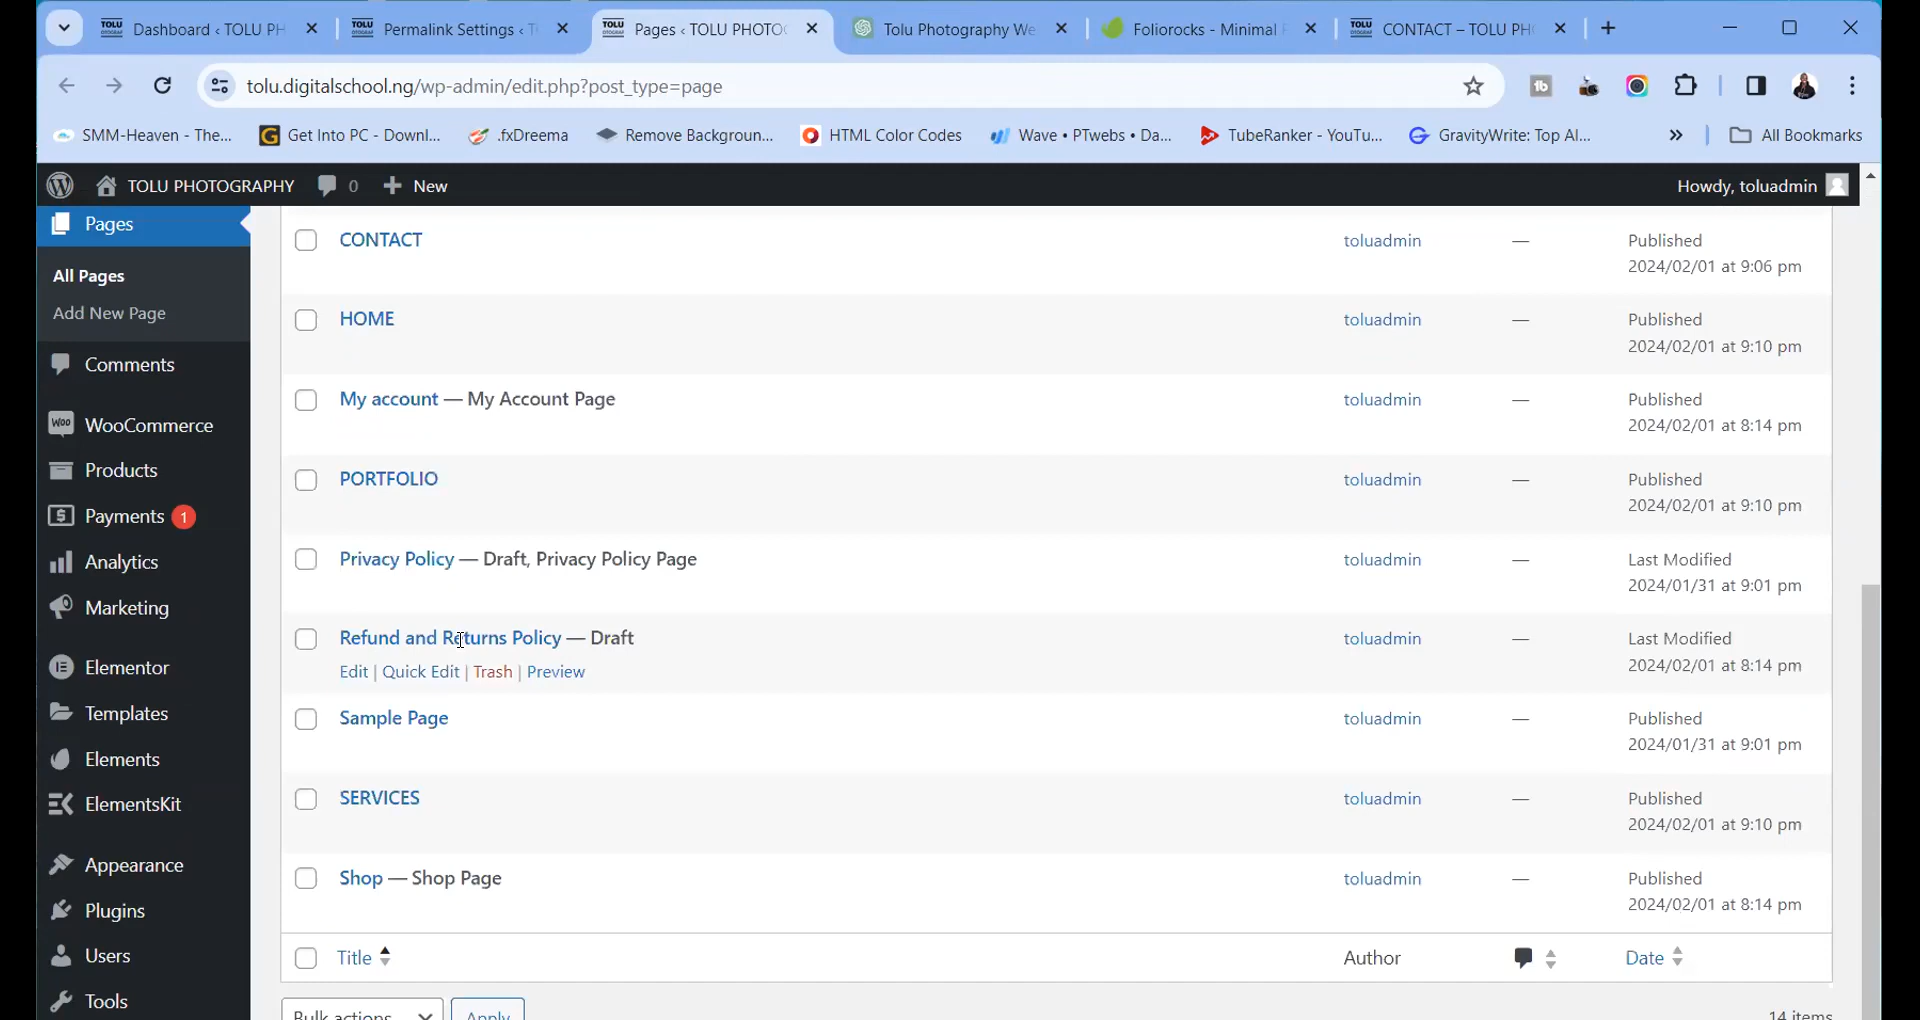 Dashboard ‹ TOLU PH
Permalink Settings ‹ T
Pages ‹ TOLU PHOTO
Tolu Photography We
Foliorocks - Minimal
CONTACT – TOLU PH
tolu.digitalschool.ng/wp-admin/edit.php?post_type=page
SMM-Heaven - The...
Get Into PC - Downl...
.fxDreema
Remove Backgroun...
HTML Color Codes
Wave • PTwebs • Da...
TubeRanker - YouTu...
GravityWrite: Top AI...
»
All Bookmarks
TOLU PHOTOGRAPHY 0 + New Howdy, toluadmin
Pages
All Pages
Add New Page
Comments
WooCommerce
Products
Payments 1
Analytics
Marketing
Elementor
Templates
Elements
ElementsKit
Appearance
Plugins
Users
Tools
CONTACT toluadmin — Published
2024/02/01 at 9:06 pm
HOME toluadmin — Published
2024/02/01 at 9:10 pm
My account — My Account Page toluadmin — Published
2024/02/01 at 8:14 pm
PORTFOLIO toluadmin — Published
2024/02/01 at 9:10 pm
Privacy Policy — Draft, Privacy Policy Page toluadmin — Last Modified
2024/01/31 at 9:01 pm
Refund and Returns Policy — Draft toluadmin — Last Modified
Edit | Quick Edit | Trash | Preview 2024/02/01 at 8:14 pm
Sample Page toluadmin — Published
2024/01/31 at 9:01 pm
SERVICES toluadmin — Published
2024/02/01 at 9:10 pm
Shop — Shop Page toluadmin — Published
2024/02/01 at 8:14 pm
Title Author Date
Bulk actions Apply 14 items